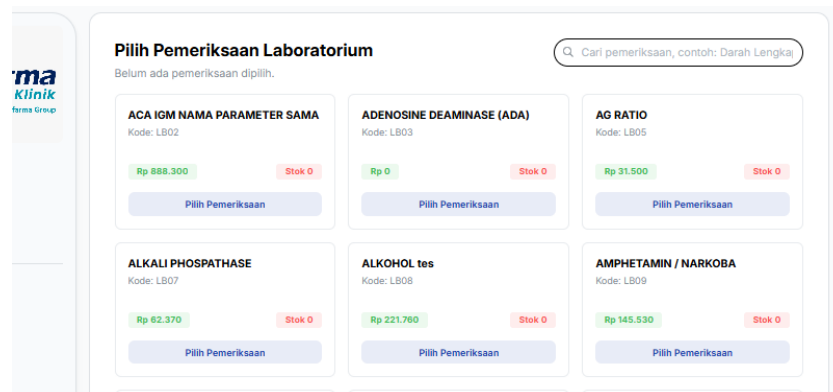 rma
Klinik
farma Group
Pilih Pemeriksaan Laboratorium
Belum ada pemeriksaan dipilih.
Cari pemeriksaan, contoh: Darah Lengka
ACA IGM NAMA PARAMETER SAMA
Kode: LB02
Rp 888.300
Stok 0
Pilih Pemeriksaan
ADENOSINE DEAMINASE (ADA)
Kode: LB03
Rp 0
Stok 0
Pilih Pemeriksaan
AG RATIO
Kode: LB05
Rp 31.500
Stok 0
Pilih Pemeriksaan
ALKALI PHOSPATHASE
Kode: LB07
Rp 62.370
Stok 0
Pilih Pemeriksaan
ALKOHOL tes
Kode: LB08
Rp 221.760
Stok 0
Pilih Pemeriksaan
AMPHETAMIN / NARKOBA
Kode: LB09
Rp 145.530
Stok 0
Pilih Pemeriksaan